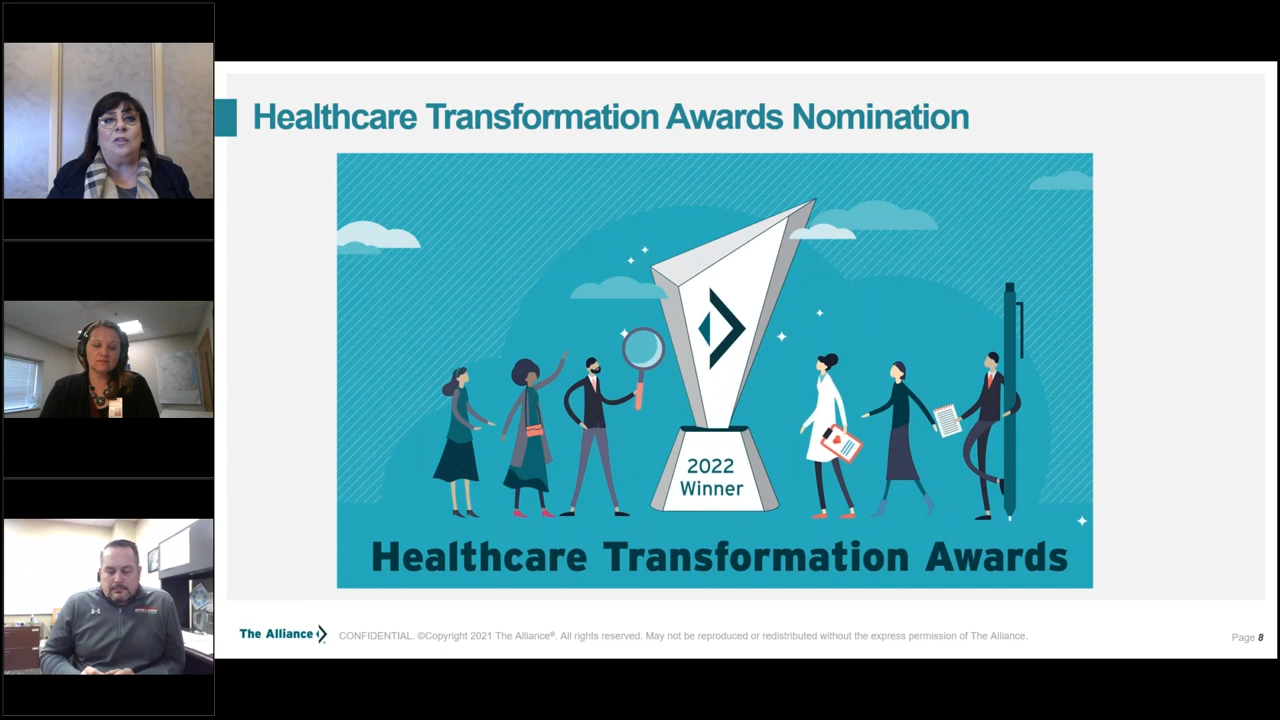 Healthcare Transformation Awards Nomination
2022
Winner
Healthcare Transformation Awards
The Alliance
CONFIDENTIAL. ©Copyright 2021 The Alliance®. All rights reserved. May not be reproduced or redistributed without the express permission of The Alliance.
Page 8